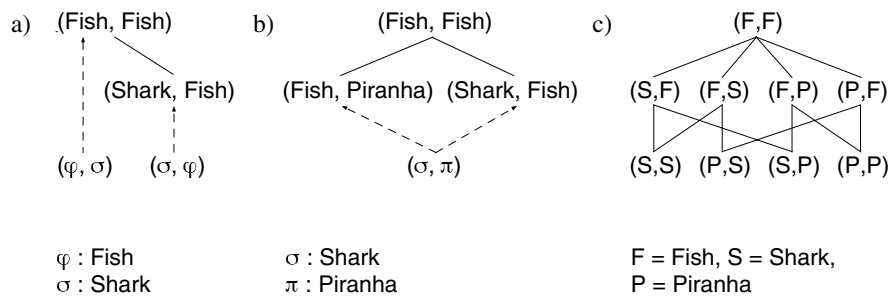 a) (Fish, Fish)
(Shark, Fish)
(φ, σ) (σ, φ)
φ : Fish
σ : Shark
b) (Fish, Fish)
(Fish, Piranha) (Shark, Fish)
(σ, π)
σ : Shark
π : Piranha
c) (F,F)
(S,F) (F,S) (F,P) (P,F)
(S,S) (P,S) (S,P) (P,P)
F = Fish, S = Shark,
P = Piranha